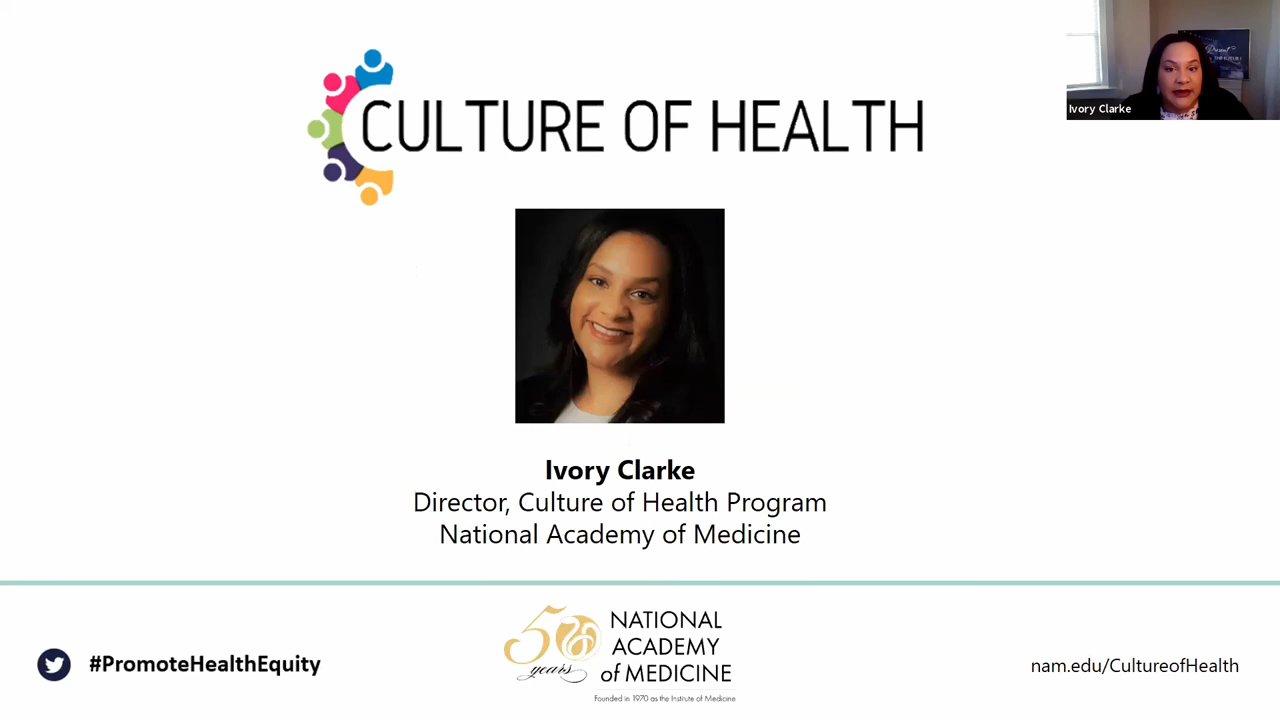 CULTURE OF HEALTH
Ivory Clarke
Ivory Clarke
Director, Culture of Health Program
National Academy of Medicine
#PromoteHealthEquity
50 years
NATIONAL
ACADEMY
of MEDICINE
Founded in 1970 as the Institute of Medicine
nam.edu/CultureofHealth